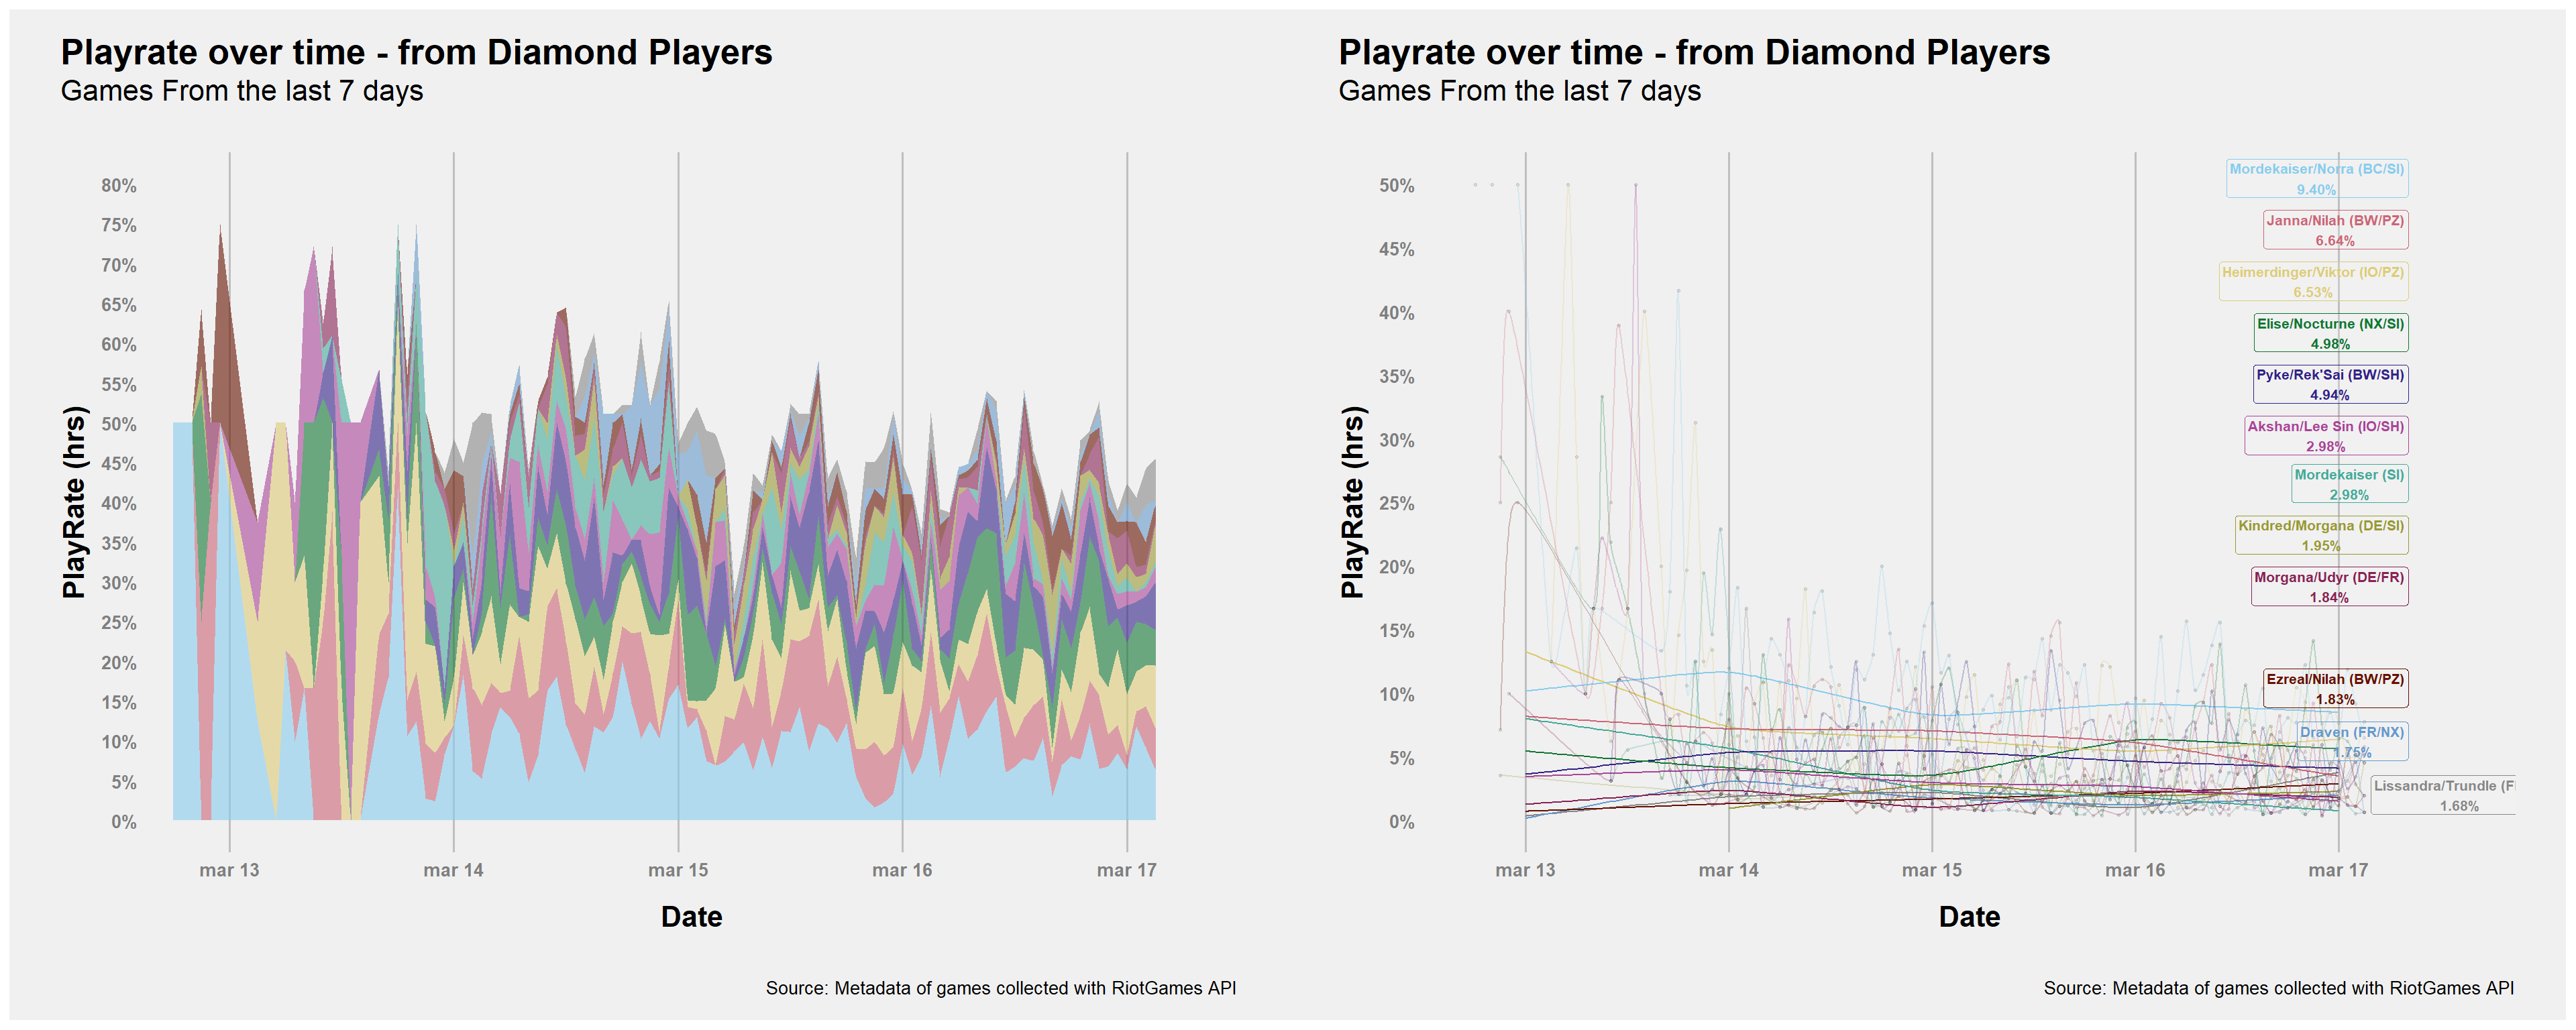 Playrate over time - from Diamond Players
Games From the last 7 days
PlayRate (hrs)
80%
75%
70%
65%
60%
55%
50%
45%
40%
35%
30%
25%
20%
15%
10%
5%
0%
mar 13
mar 14
mar 15
mar 16
mar 17
Date
Source: Metadata of games collected with RiotGames API
Playrate over time - from Diamond Players
Games From the last 7 days
PlayRate (hrs)
50%
45%
40%
35%
30%
25%
20%
15%
10%
5%
0%
mar 13
mar 14
mar 15
mar 16
mar 17
Mordekaiser/Norra (BC/SI)
9.40%
Janna/Nilah (BW/PZ)
6.64%
Heimerdinger/Viktor (IO/PZ)
6.53%
Elise/Nocturne (NX/SI)
4.98%
Pyke/Rek'Sai (BW/SH)
4.94%
Akshan/Lee Sin (IO/SH)
2.98%
Mordekaiser (SI)
2.98%
Kindred/Morgana (DE/SI)
1.95%
Morgana/Udyr (DE/FR)
1.84%
Ezreal/Nilah (BW/PZ)
1.83%
Draven (FR/NX)
1.75%
Lissandra/Trundle (F
1.68%
Date
Source: Metadata of games collected with RiotGames API